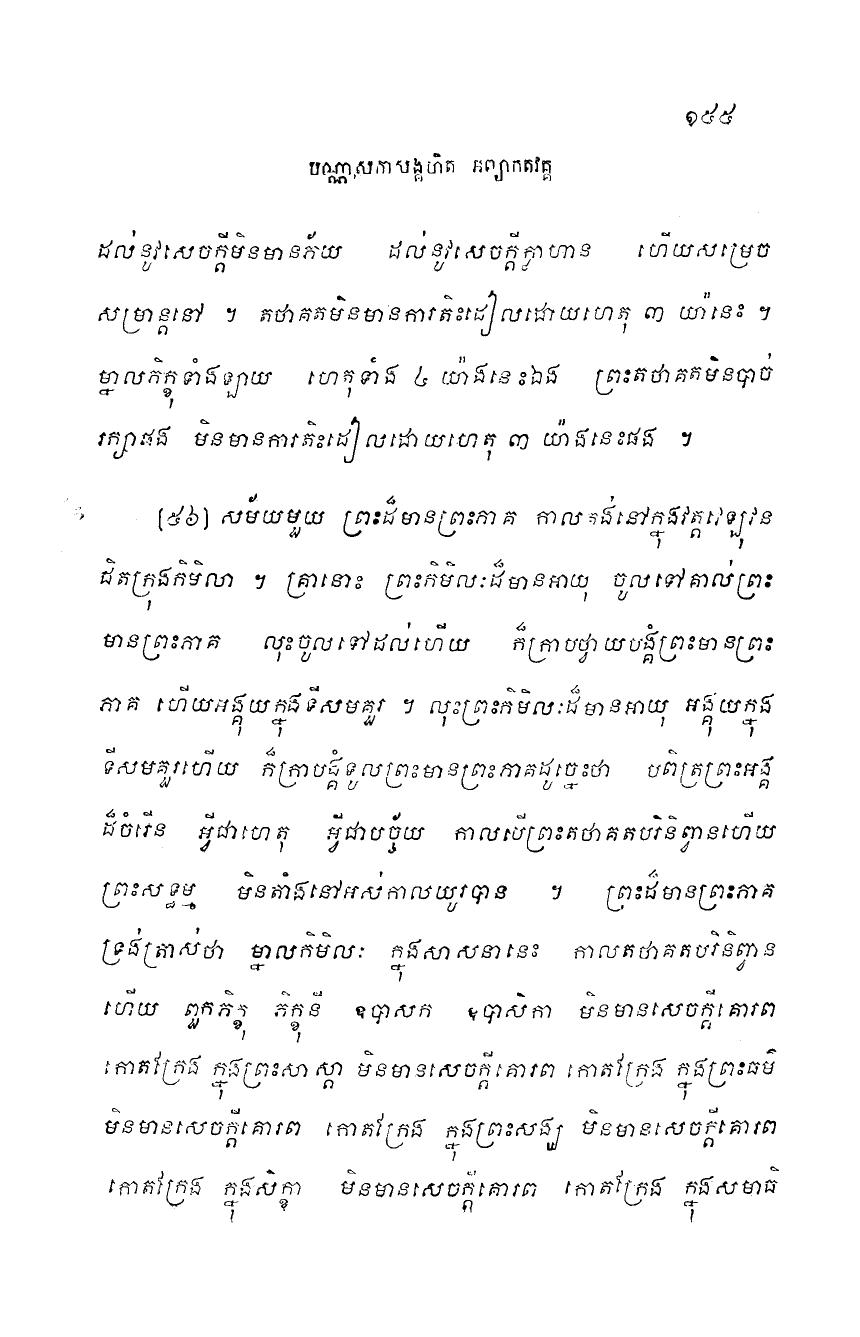 ១៥៥
បណ្ណាសកាសង្គហិត អព្យាកតវគ្គ
ដល់នូវសេចក្តីមិនមានភ័យ ដល់នូវសេចក្តីក្លាហាន ហើយសម្រេច
សម្រាន្តនៅ ។ តថាគតមិនមានការតិះដៀលដោយហេតុ ៣ យ៉ានេះ ។
ម្នាលភិក្ខុទាំងឡាយ ហេតុទាំង ៤ យ៉ាងនេះឯង ព្រះតថាគតមិនបាច់
រក្សាផង មិនមានការតិះដៀលដោយហេតុ ៣ យ៉ាងនេះផង ។
(៥៦) សម័យមួយ ព្រះដ៏មានព្រះភាគ កាលគង់នៅក្នុងវត្តវេឡុវ័ន
ជិតក្រុងកិមិលា ។ គ្រានោះ ព្រះកិមិលៈដ៏មានអាយុ ចូលទៅគាល់ព្រះ
មានព្រះភាគ លុះចូលទៅដល់ហើយ ក៏ក្រាបថ្វាយបង្គំព្រះមានព្រះ
ភាគ ហើយអង្គុយក្នុងទីសមគួរ ។ លុះព្រះកិមិលៈដ៏មានអាយុ អង្គុយក្នុង
ទីសមគួរហើយ ក៏ក្រាបង្គំទូលព្រះមានព្រះភាគដូច្នេះថា បពិត្រព្រះអង្គ
ដ៏ចំរើន អ្វីជាហេតុ អ្វីជាបច្ច័យ កាលបើព្រះតថាគតបរិនិព្វានហើយ
ព្រះសទ្ធម្ម មិនតាំងនៅអស់កាលយូរបាន ។ ព្រះដ៏មានព្រះភាគ
ទ្រង់ត្រាស់ថា ម្នាលកិមិលៈ ក្នុងសាសនានេះ កាលតថាគតបរិនិព្វាន
ហើយ ពួកភិក្ខុ ភិក្ខុនី ឧបាសក ឧបាសិកា មិនមានសេចក្តីគោរព
កោតក្រែង ក្នុងព្រះសាស្តា មិនមានសេចក្តីគោរព កោតក្រែង ក្នុងព្រះធម៌
មិនមានសេចក្តីគោរព កោតក្រែង ក្នុងព្រះសង្ឃ មិនមានសេចក្តីគោរព
កោតក្រែង ក្នុងសិក្ខា មិនមានសេចក្តីគោរព កោតក្រែង ក្នុងសមាធិ